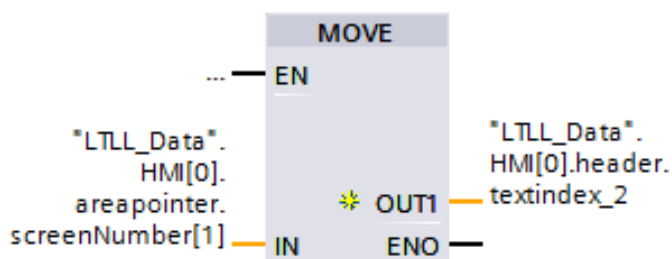 MOVE
... EN
"LTLL_Data".
HMI[0].
areapointer.
screenNumber[1] IN
"LTLL_Data".
HMI[0].header.
OUT1 textindex_2
ENO